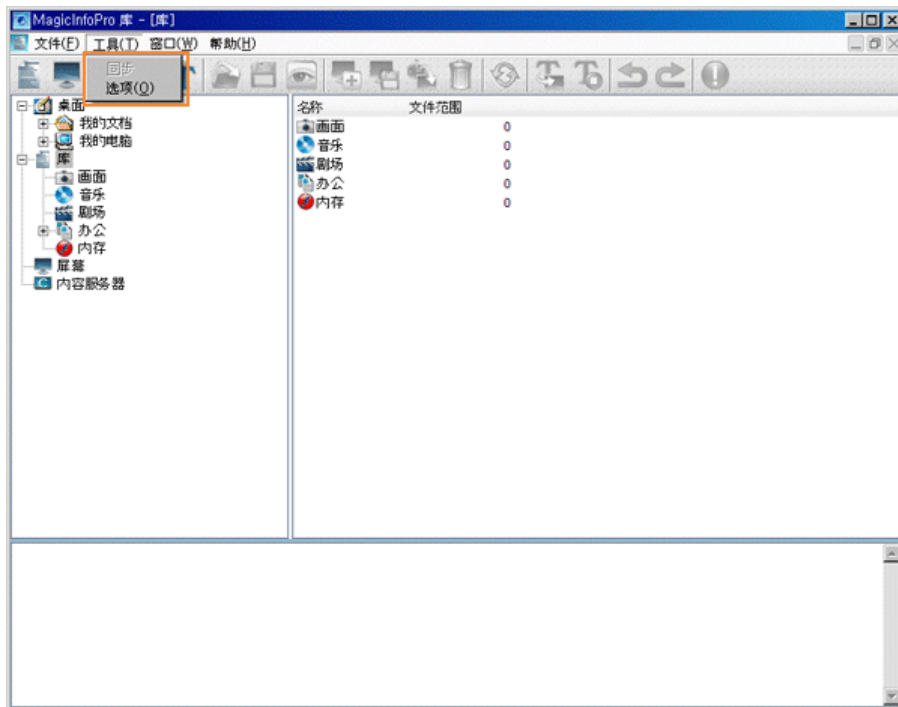 MagicInfoPro 库 - [库]
文件(F) 工具(T) 窗口(W) 帮助(H)
同步
选项(O)
桌面
我的文档
我的电脑
库
画面
音乐
剧场
办公
内存
屏幕
内容服务器
名称 文件范围
画面 0
音乐 0
剧场 0
办公 0
内存 0